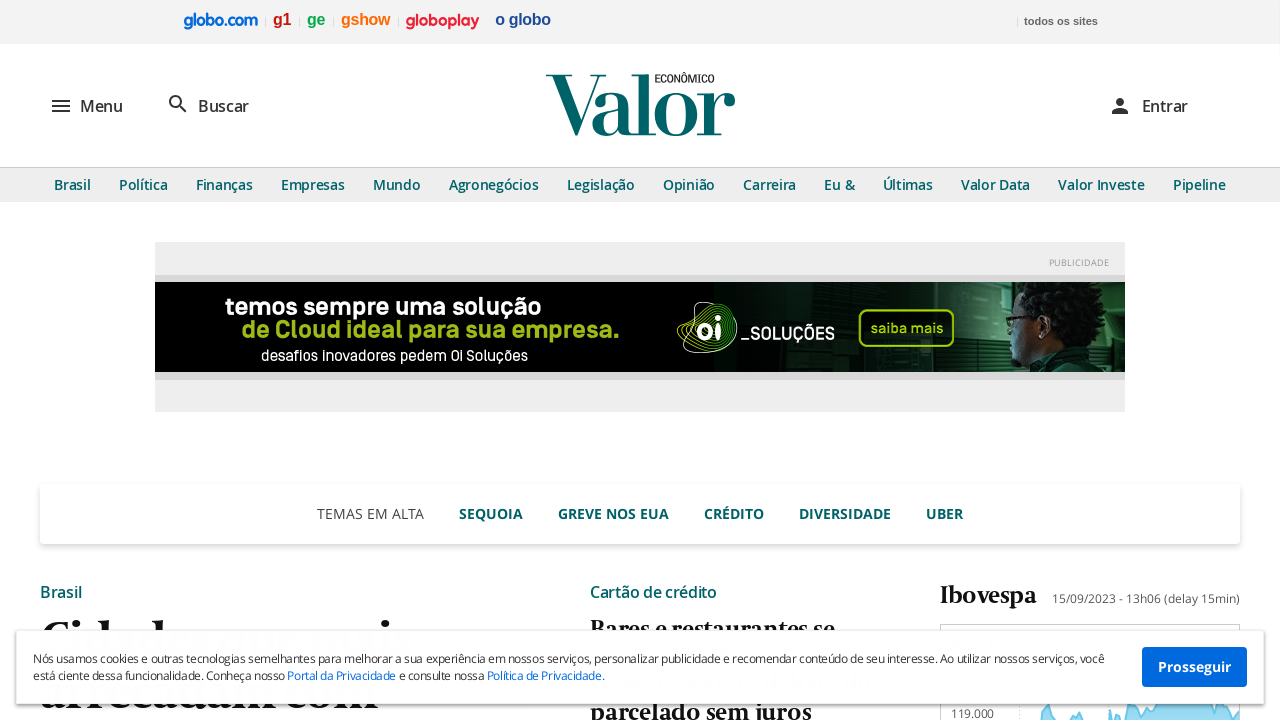 globo.com g1 ge gshow globoplay o globo todos os sites
Menu Buscar
ECONÔMICO
Valor
Entrar
Brasil Política Finanças Empresas Mundo Agronegócios Legislação Opinião Carreira Eu & Últimas Valor Data Valor Investe Pipeline
PUBLICIDADE
temos sempre uma solução
de Cloud ideal para sua empresa.
desafios inovadores pedem Oi Soluções
oi _SOLUÇÕES
saiba mais
TEMAS EM ALTA SEQUOIA GREVE NOS EUA CRÉDITO DIVERSIDADE UBER
Brasil
Cartão de crédito
Bares e restaurantes se
parcelado sem juros
Ibovespa 15/09/2023 - 13h06 (delay 15min)
119.000
Nós usamos cookies e outras tecnologias semelhantes para melhorar a sua experiência em nossos serviços, personalizar publicidade e recomendar conteúdo de seu interesse. Ao utilizar nossos serviços, você
está ciente dessa funcionalidade. Conheça nosso Portal da Privacidade e consulte nossa Política de Privacidade.
Prosseguir